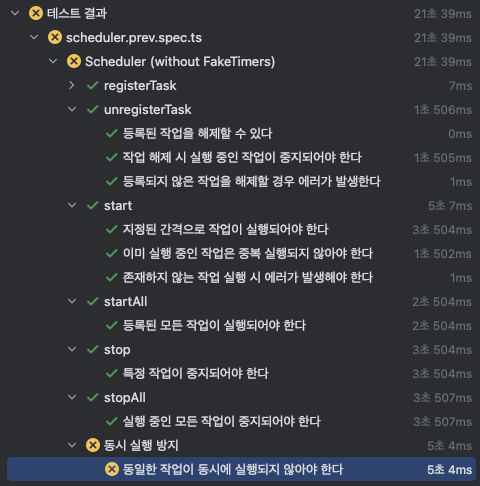 테스트 결과 21초 39ms
scheduler.prev.spec.ts 21초 39ms
Scheduler (without FakeTimers) 21초 39ms
registerTask 7ms
unregisterTask 1초 506ms
등록된 작업을 해제할 수 있다 0ms
작업 해제 시 실행 중인 작업이 중지되어야 한다 1초 505ms
등록되지 않은 작업을 해제할 경우 에러가 발생한다 1ms
start 5초 7ms
지정된 간격으로 작업이 실행되어야 한다 3초 504ms
이미 실행 중인 작업은 중복 실행되지 않아야 한다 1초 502ms
존재하지 않는 작업 실행 시 에러가 발생해야 한다 1ms
startAll 2초 504ms
등록된 모든 작업이 실행되어야 한다 2초 504ms
stop 3초 504ms
특정 작업이 중지되어야 한다 3초 504ms
stopAll 3초 507ms
실행 중인 모든 작업이 중지되어야 한다 3초 507ms
동시 실행 방지 5초 4ms
동일한 작업이 동시에 실행되지 않아야 한다 5초 4ms